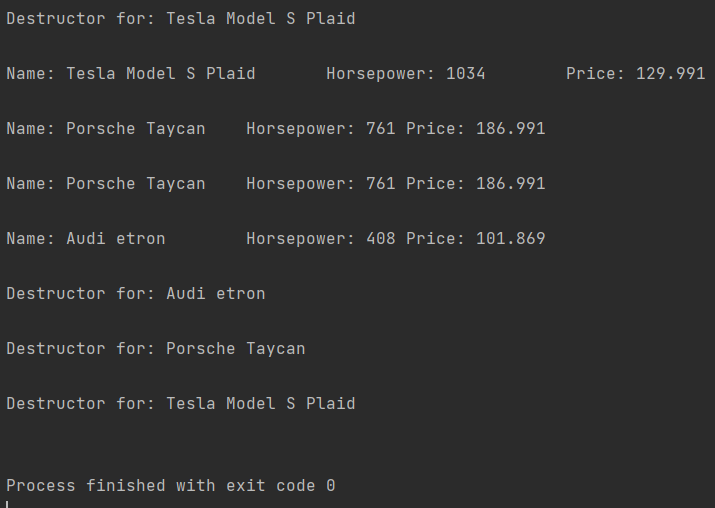 Destructor for: Tesla Model S Plaid
Name: Tesla Model S Plaid       Horsepower: 1034        Price: 129.991
Name: Porsche Taycan    Horsepower: 761 Price: 186.991
Name: Porsche Taycan    Horsepower: 761 Price: 186.991
Name: Audi etron        Horsepower: 408 Price: 101.869
Destructor for: Audi etron
Destructor for: Porsche Taycan
Destructor for: Tesla Model S Plaid
Process finished with exit code 0